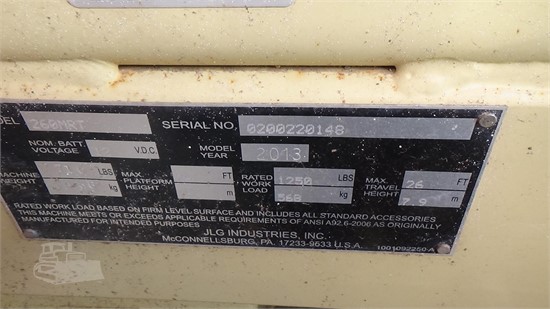 MODEL 260MRT SERIAL NO. 0200220148
NOM. BATT. VOLTAGE V.D.C MODEL YEAR 2013
MACHINE WEIGHT LBS kg MAX. PLATFORM HEIGHT FT m RATED WORK LOAD 1250 LBS 568 kg MAX. TRAVEL HEIGHT 26 FT 7.9 m
RATED WORK LOAD BASED ON FIRM LEVEL SURFACE AND INCLUDES ALL STANDARD ACCESSORIES
THIS MACHINE MEETS OR EXCEEDS APPLICABLE REQUIREMENTS OF ANSI A92.6-2006 AS ORIGINALLY
MANUFACTURED FOR INTENDED PURPOSES
JLG INDUSTRIES, INC.
McCONNELLSBURG, PA. 17233-9533 U.S.A.
1001092250 A